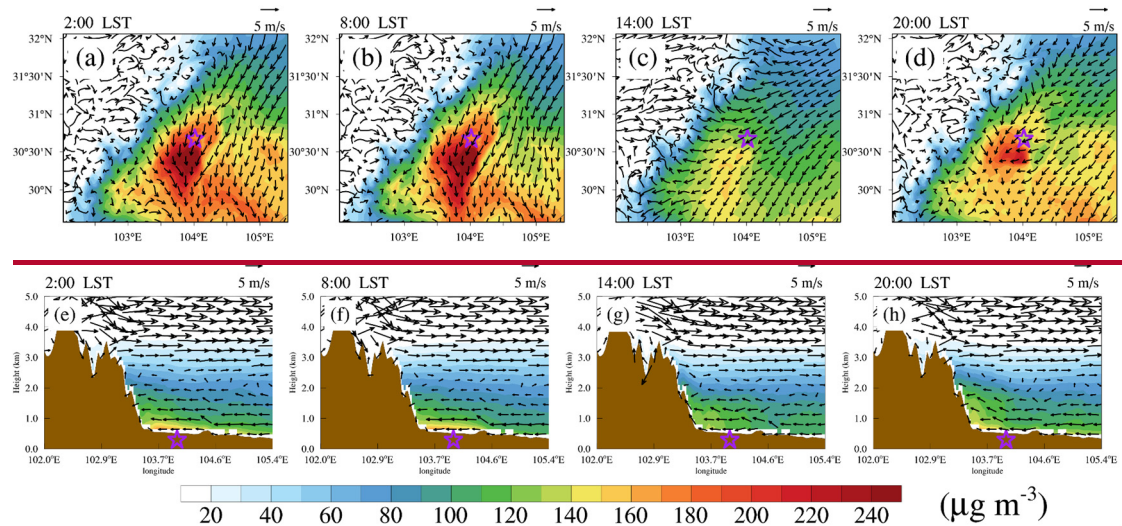 2:00 LST 5 m/s 8:00 LST 5 m/s 14:00 LST 5 m/s 20:00 LST 5 m/s
32°N 32°N 32°N 32°N
(a) (b) (c) (d)
31°30'N 31°30'N 31°30'N 31°30'N
31°N 31°N 31°N 31°N
30°30'N 30°30'N 30°30'N 30°30'N
30°N 30°N 30°N 30°N
103°E 104°E 105°E 103°E 104°E 105°E 103°E 104°E 105°E 103°E 104°E 105°E
2:00 LST 5 m/s 8:00 LST 5 m/s 14:00 LST 5 m/s 20:00 LST 5 m/s
5.0 5.0 5.0 5.0
(e) (f) (g) (h)
4.0 4.0 4.0 4.0
3.0 3.0 3.0 3.0
Height (km) Height (km) Height (km) Height (km)
2.0 2.0 2.0 2.0
1.0 1.0 1.0 1.0
0.0 0.0 0.0 0.0
102.0°E 102.9°E 103.7°E 104.6°E 105.4°E 102.0°E 102.9°E 103.7°E 104.6°E 105.4°E 102.0°E 102.9°E 103.7°E 104.6°E 105.4°E 102.0°E 102.9°E 103.7°E 104.6°E 105.4°E
longitude longitude longitude longitude
20 40 60 80 100 120 140 160 180 200 220 240 (μg m⁻³)